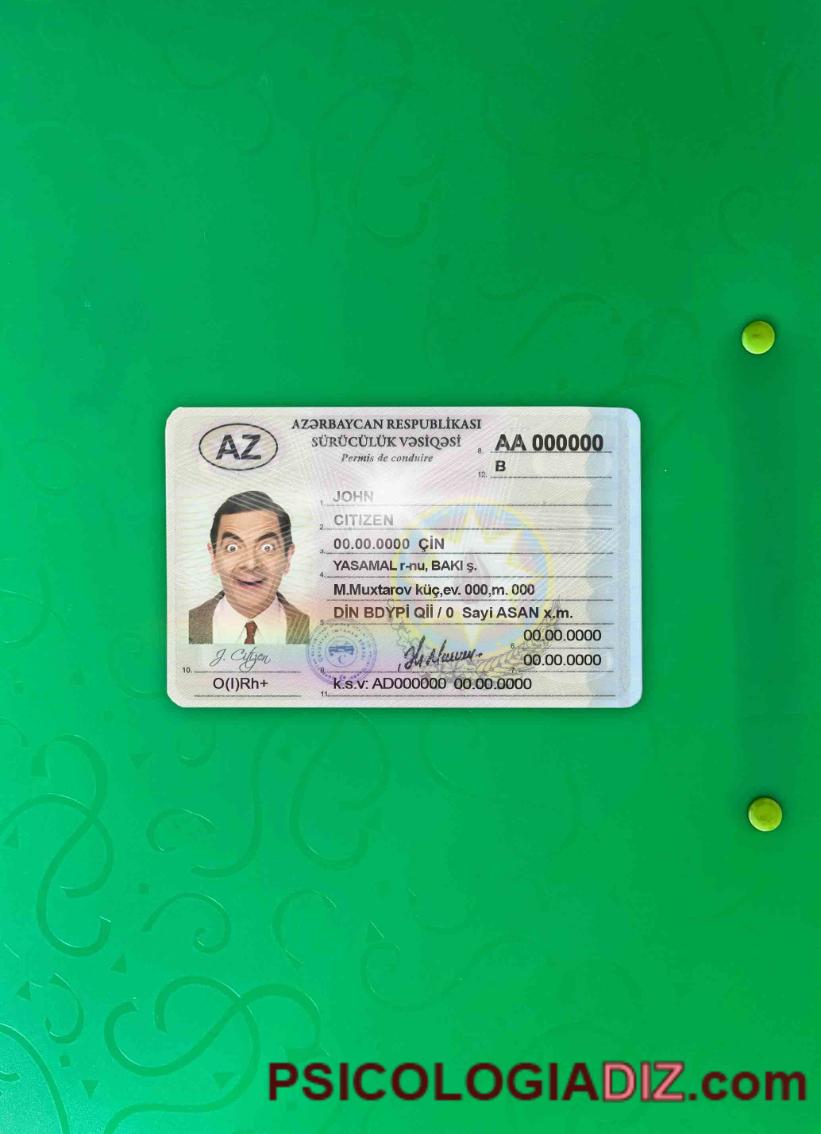 AZ
AZƏRBAYCAN RESPUBLİKASI
SÜRÜCÜLÜK VƏSİQƏSİ
Permis de conduire
8. AA 000000
12. B
1. JOHN
2. CITIZEN
3. 00.00.0000 ÇİN
4. YASAMAL r-nu, BAKI ş.
M.Muxtarov küç,ev. 000,m. 000
DİN BDYPİ Qİİ / 0 Sayi ASAN x.m.
5.
6. 00.00.0000
7. 00.00.0000
J. Citizen
10. O(I)Rh+
9. k.s.v: AD000000 00.00.0000
11.
PSICOLOGIADIZ.com